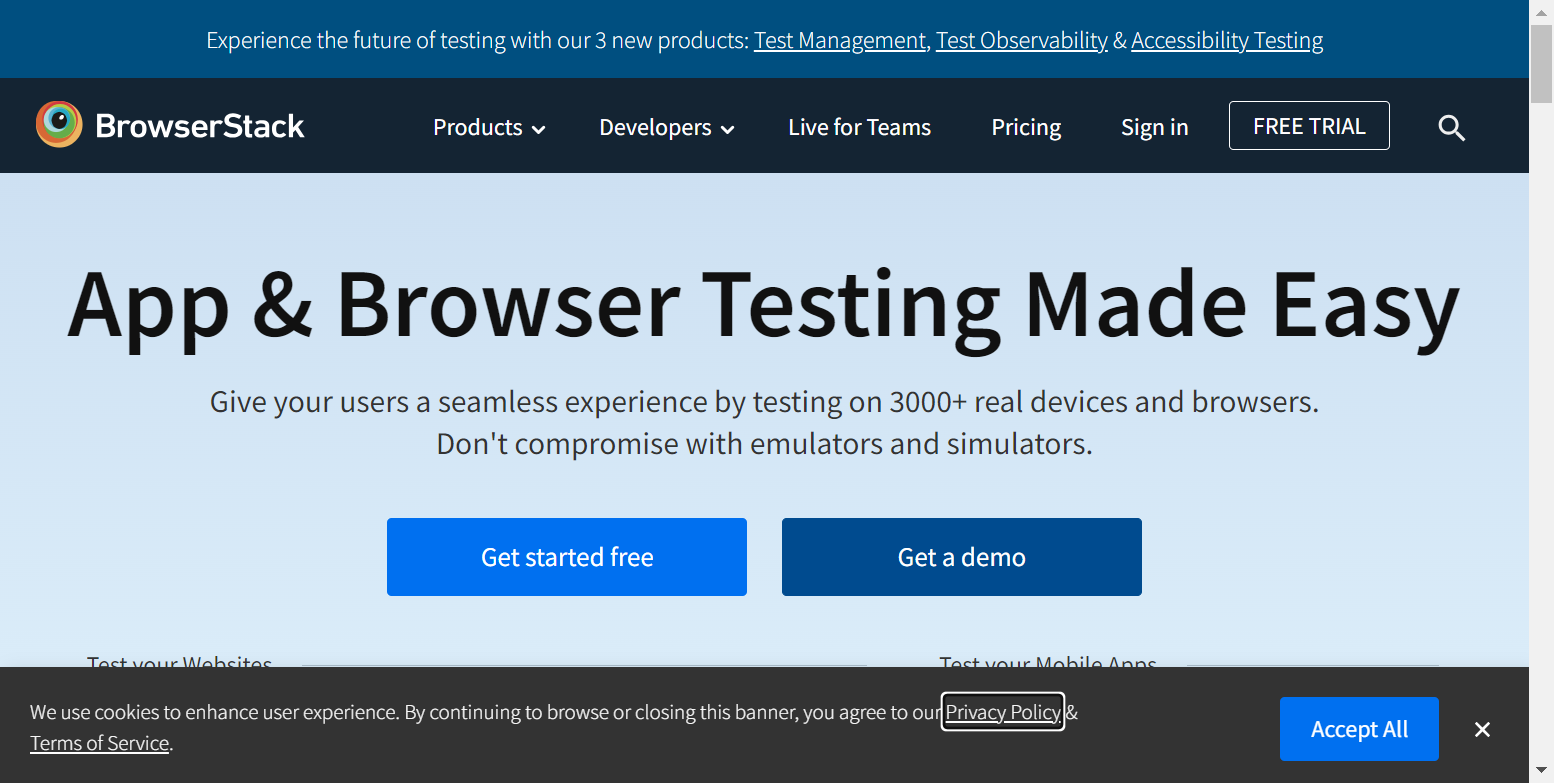 Experience the future of testing with our 3 new products: Test Management, Test Observability & Accessibility Testing
BrowserStack
Products
Developers
Live for Teams
Pricing
Sign in
FREE TRIAL
App & Browser Testing Made Easy
Give your users a seamless experience by testing on 3000+ real devices and browsers.
Don't compromise with emulators and simulators.
Get started free
Get a demo
Test your Websites
Test your Mobile Apps
We use cookies to enhance user experience. By continuing to browse or closing this banner, you agree to our Privacy Policy &
Terms of Service.
Accept All